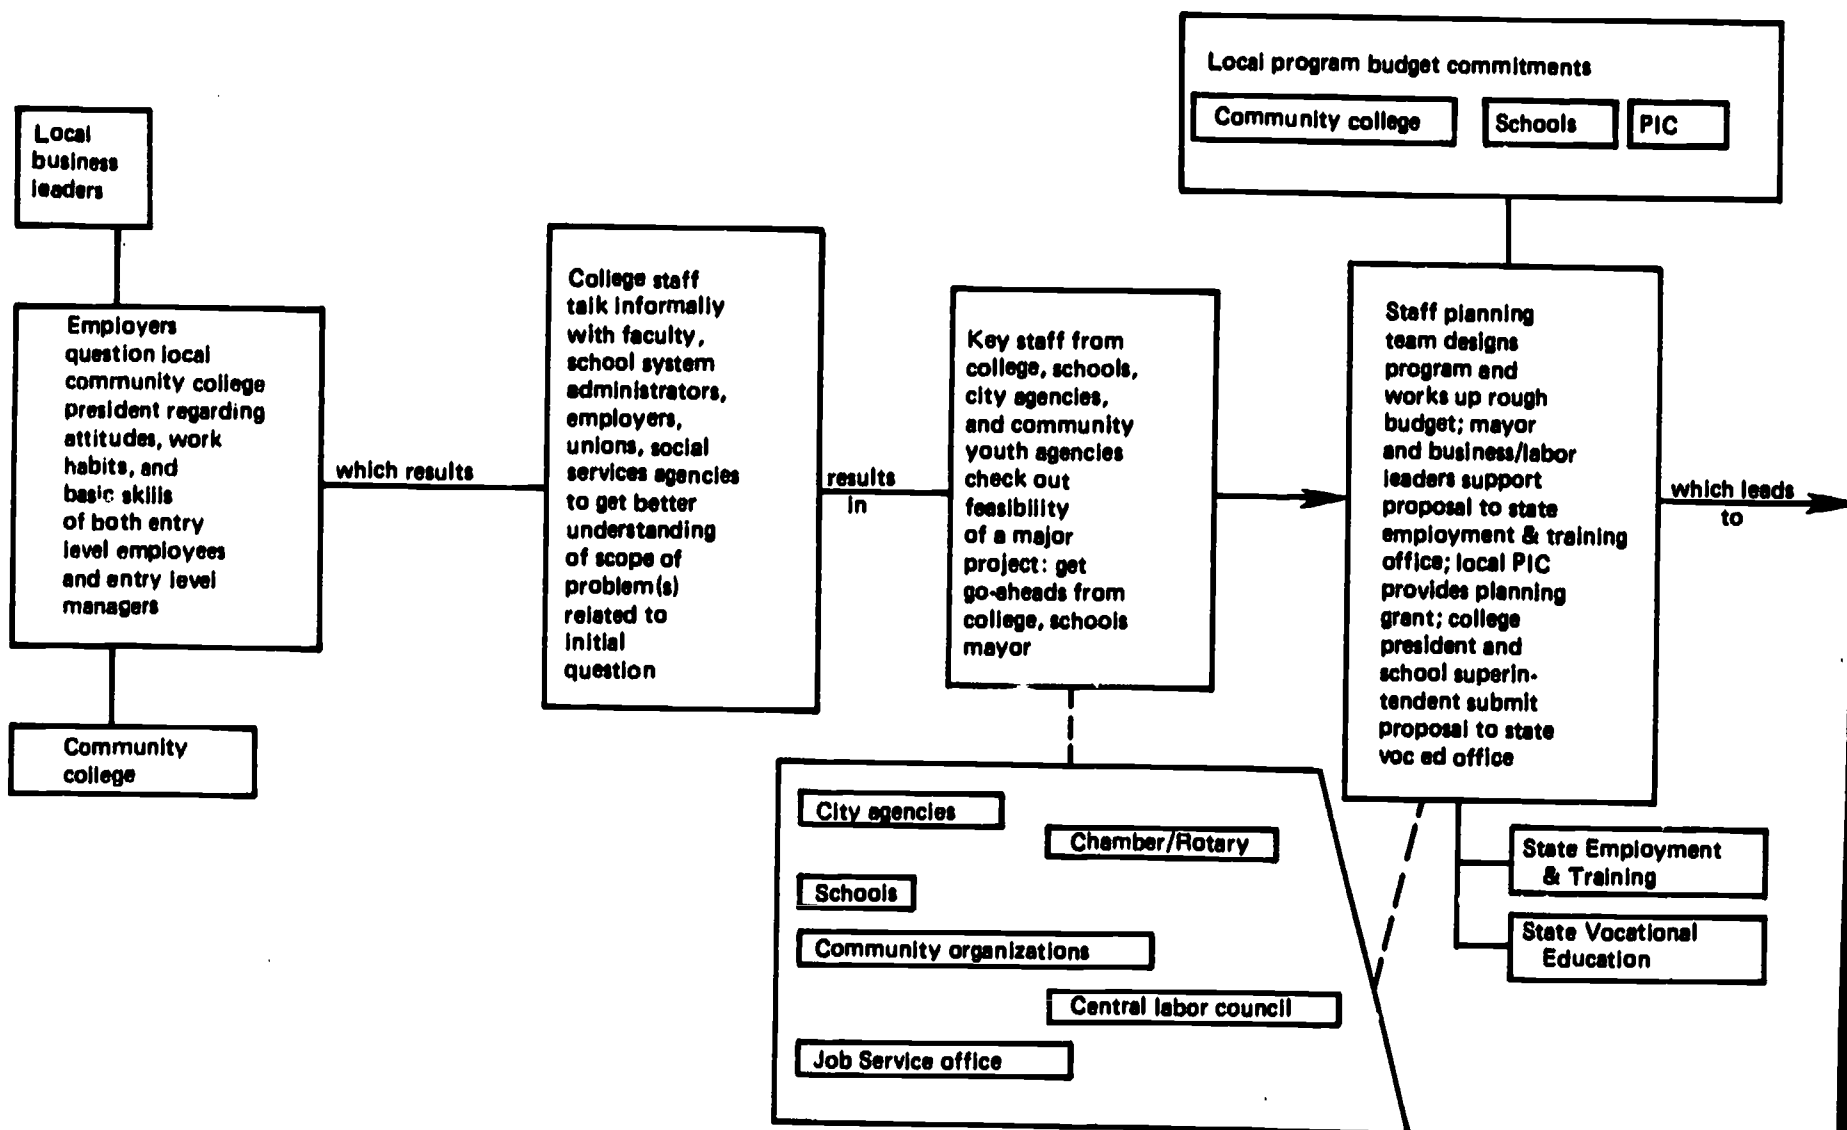 Local
business
leaders
Employers
question local
community college
president regarding
attitudes, work
habits, and
basic skills
of both entry
level employees
and entry level
managers
Community
college
which results
College staff
talk informally
with faculty,
school system
administrators,
employers,
unions, social
services agencies
to get better
understanding
of scope of
problem(s)
related to
initial
question
results
in
Key staff from
college, schools,
city agencies,
and community
youth agencies
check out
feasibility
of a major
project: get
go-aheads from
college, schools
mayor
City agencies
Chamber/Rotary
Schools
Community organizations
Central labor council
Job Service office
Local program budget commitments
Community college
Schools
PIC
Staff planning
team designs
program and
works up rough
budget; mayor
and business/labor
leaders support
proposal to state
employment & training
office; local PIC
provides planning
grant; college
president and
school superin-
tendent submit
proposal to state
voc ed office
State Employment
& Training
State Vocational
Education
which leads
to